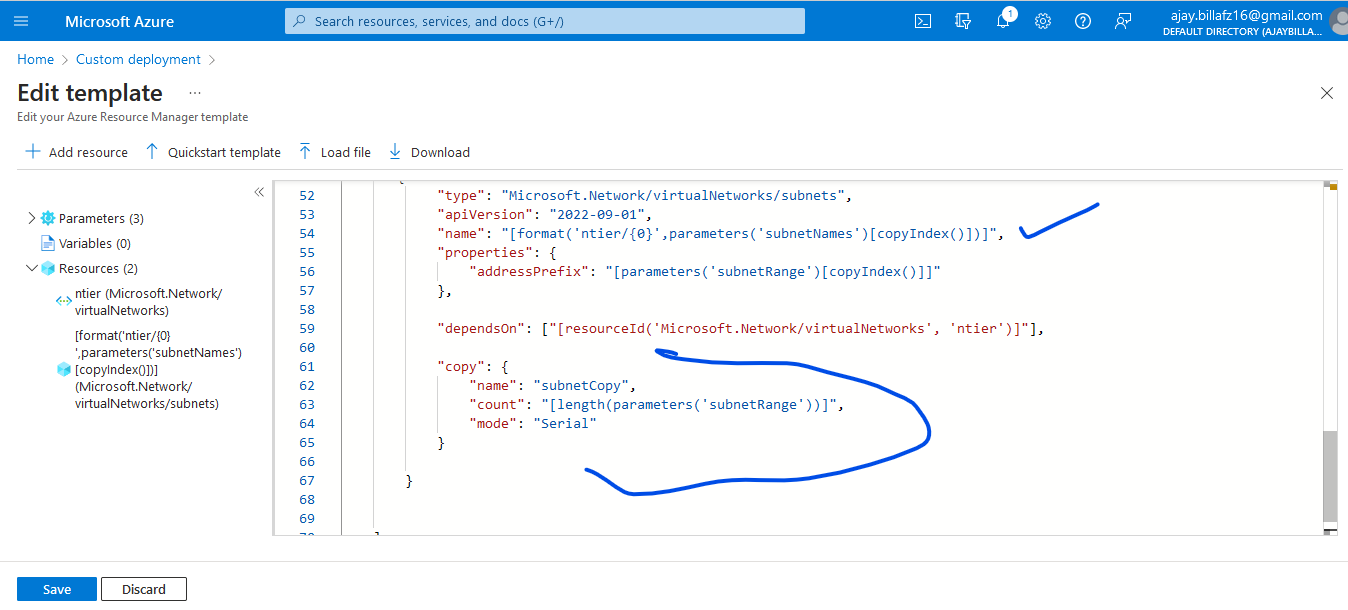 Microsoft Azure
Search resources, services, and docs (G+/)
1
ajay.billafz16@gmail.com
DEFAULT DIRECTORY (AJAYBILLA...
Home > Custom deployment >
Edit template ...
Edit your Azure Resource Manager template
+ Add resource ↑ Quickstart template ↑ Load file ↓ Download
«
Parameters (3)
Variables (0)
Resources (2)
ntier (Microsoft.Network/
virtualNetworks)
[format('ntier/{0}
',parameters('subnetNames')
[copyIndex()])]
(Microsoft.Network/
virtualNetworks/subnets)
52 "type": "Microsoft.Network/virtualNetworks/subnets",
53 "apiVersion": "2022-09-01",
54 "name": "[format('ntier/{0}',parameters('subnetNames')[copyIndex()])]",
55 "properties": {
56 "addressPrefix": "[parameters('subnetRange')[copyIndex()]]"
57 },
58
59 "dependsOn": ["[resourceId('Microsoft.Network/virtualNetworks', 'ntier')]"],
60
61 "copy": {
62 "name": "subnetCopy",
63 "count": "[length(parameters('subnetRange'))]",
64 "mode": "Serial"
65 }
66
67 }
68
69
Save Discard